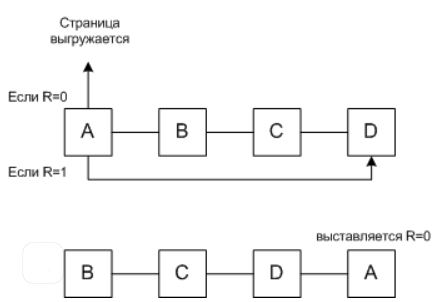 Страница
выгружается
Если R=0
A B C D
Если R=1
выставляется R=0
B C D A